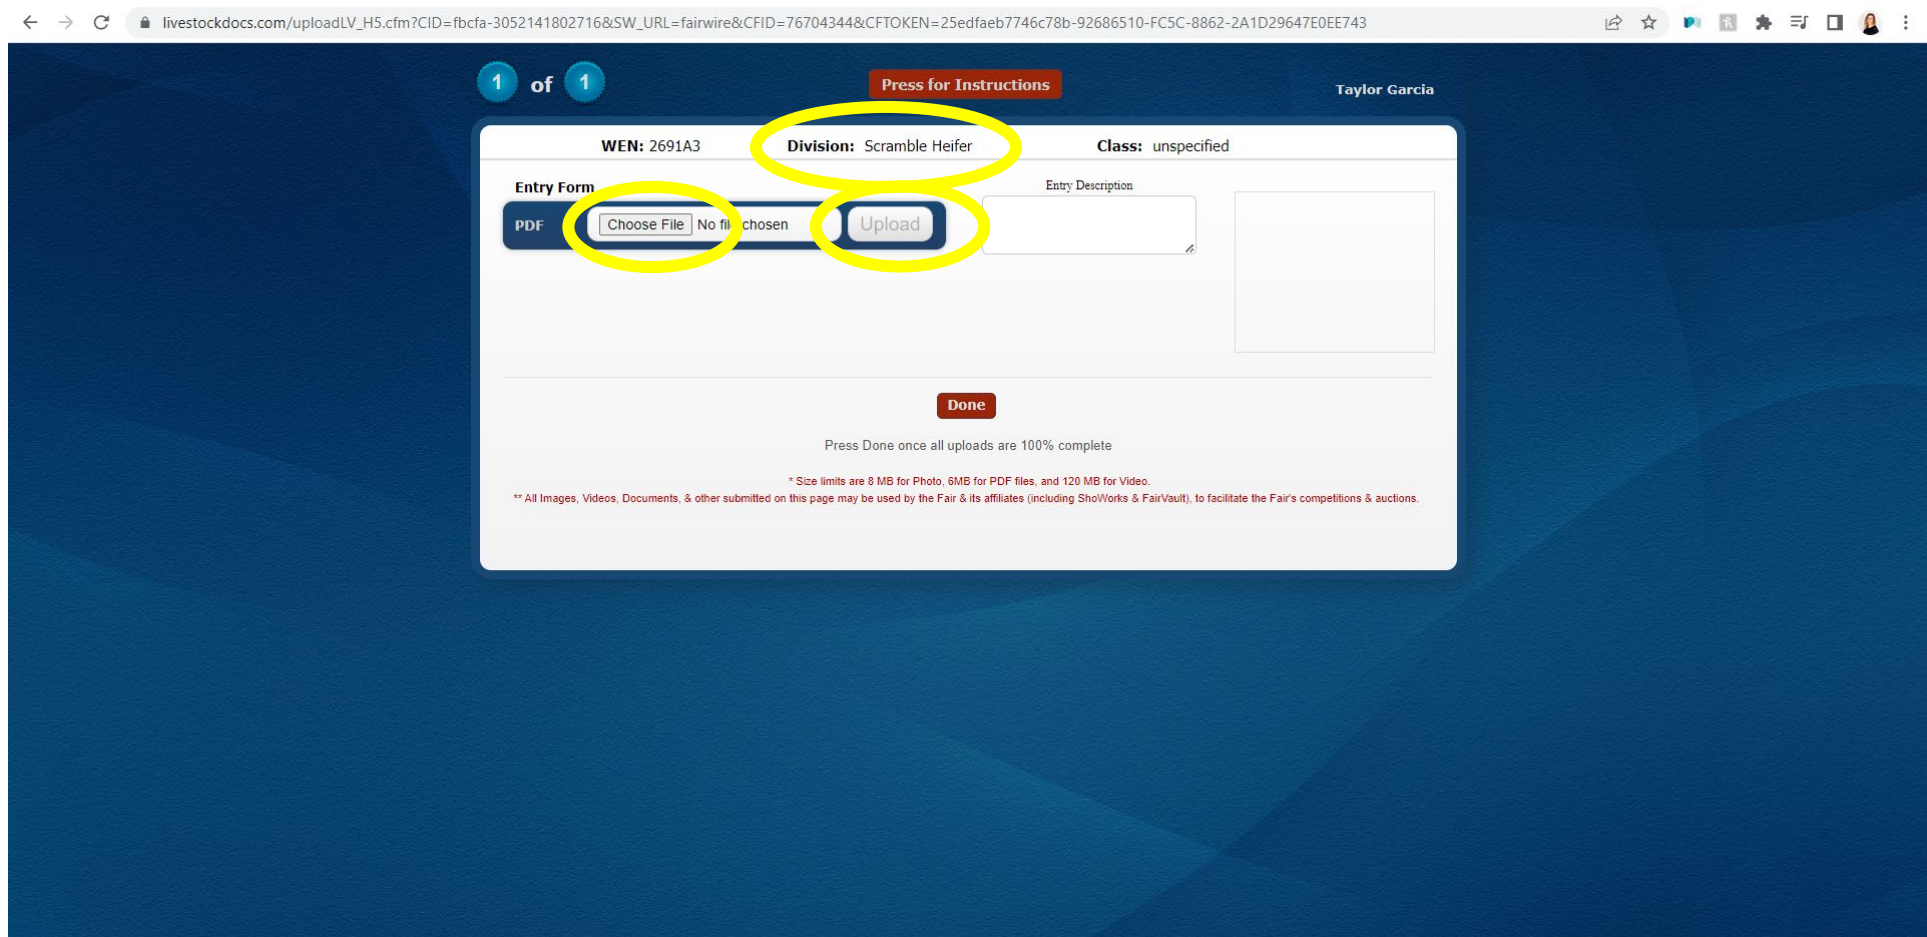 livestockdocs.com/uploadLV_H5.cfm?CID=fbcfa-3052141802716&SW_URL=fairwire&CFID=76704344&CFTOKEN=25edfaeb7746c78b-92686510-FC5C-8862-2A1D29647E0EE743
1 of 1
Press for Instructions
Taylor Garcia
WEN: 2691A3 Division: Scramble Heifer Class: unspecified
Entry Form
Entry Description
PDF Choose File No file chosen Upload
Done
Press Done once all uploads are 100% complete
* Size limits are 8 MB for Photo, 6MB for PDF files, and 120 MB for Video.
** All Images, Videos, Documents, & other submitted on this page may be used by the Fair & its affiliates (including ShoWorks & FairVault), to facilitate the Fair's competitions & auctions.